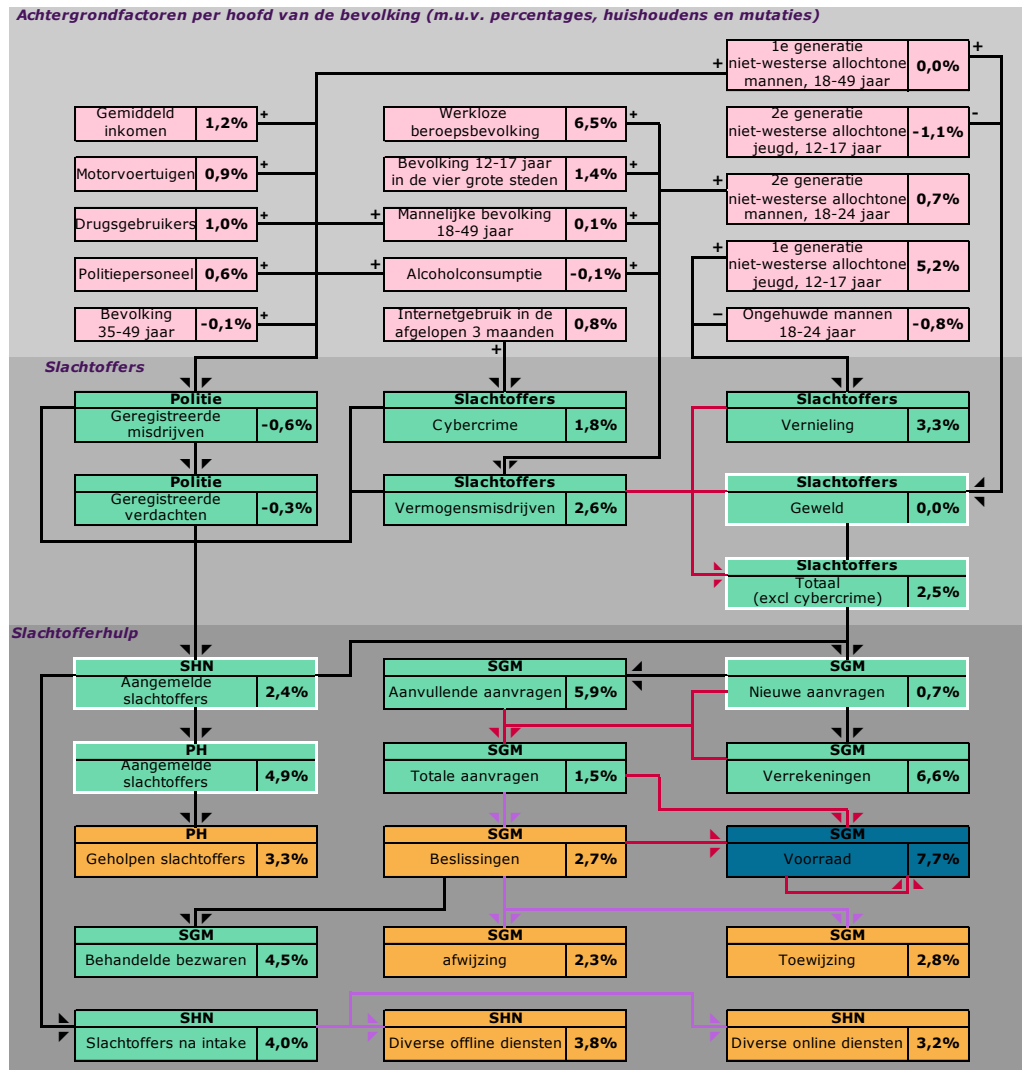 Achtergrondfactoren per hoofd van de bevolking (m.u.v. percentages, huishoudens en mutaties)
1e generatie
niet-westerse allochtone
mannen, 18-49 jaar
0,0%
+
+
Gemiddeld
inkomen
1,2%
+
Werkloze
beroepsbevolking
6,5%
+
2e generatie
niet-westerse allochtone
jeugd, 12-17 jaar
-1,1%
-
Motorvoertuigen
0,9%
+
Bevolking 12-17 jaar
in de vier grote steden
1,4%
+
2e generatie
niet-westerse allochtone
mannen, 18-24 jaar
0,7%
+
Drugsgebruikers
1,0%
+
+
Mannelijke bevolking
18-49 jaar
0,1%
+
1e generatie
niet-westerse allochtone
jeugd, 12-17 jaar
5,2%
+
Politiepersoneel
0,6%
+
+
Alcoholconsumptie
-0,1%
+
Bevolking
35-49 jaar
-0,1%
+
Internetgebruik in de
afgelopen 3 maanden
0,8%
+
−
Ongehuwde mannen
18-24 jaar
-0,8%
Slachtoffers
Politie
Geregistreerde
misdrijven
-0,6%
Slachtoffers
Cybercrime
1,8%
Slachtoffers
Vernieling
3,3%
Politie
Geregistreerde
verdachten
-0,3%
Slachtoffers
Vermogensmisdrijven
2,6%
Slachtoffers
Geweld
0,0%
Slachtoffers
Totaal
(excl cybercrime)
2,5%
Slachtofferhulp
SHN
Aangemelde
slachtoffers
2,4%
SGM
Aanvullende aanvragen
5,9%
SGM
Nieuwe aanvragen
0,7%
PH
Aangemelde
slachtoffers
4,9%
SGM
Totale aanvragen
1,5%
SGM
Verrekeningen
6,6%
PH
Geholpen slachtoffers
3,3%
SGM
Beslissingen
2,7%
SGM
Voorraad
7,7%
SGM
Behandelde bezwaren
4,5%
SGM
afwijzing
2,3%
SGM
Toewijzing
2,8%
SHN
Slachtoffers na intake
4,0%
SHN
Diverse offline diensten
3,8%
SHN
Diverse online diensten
3,2%